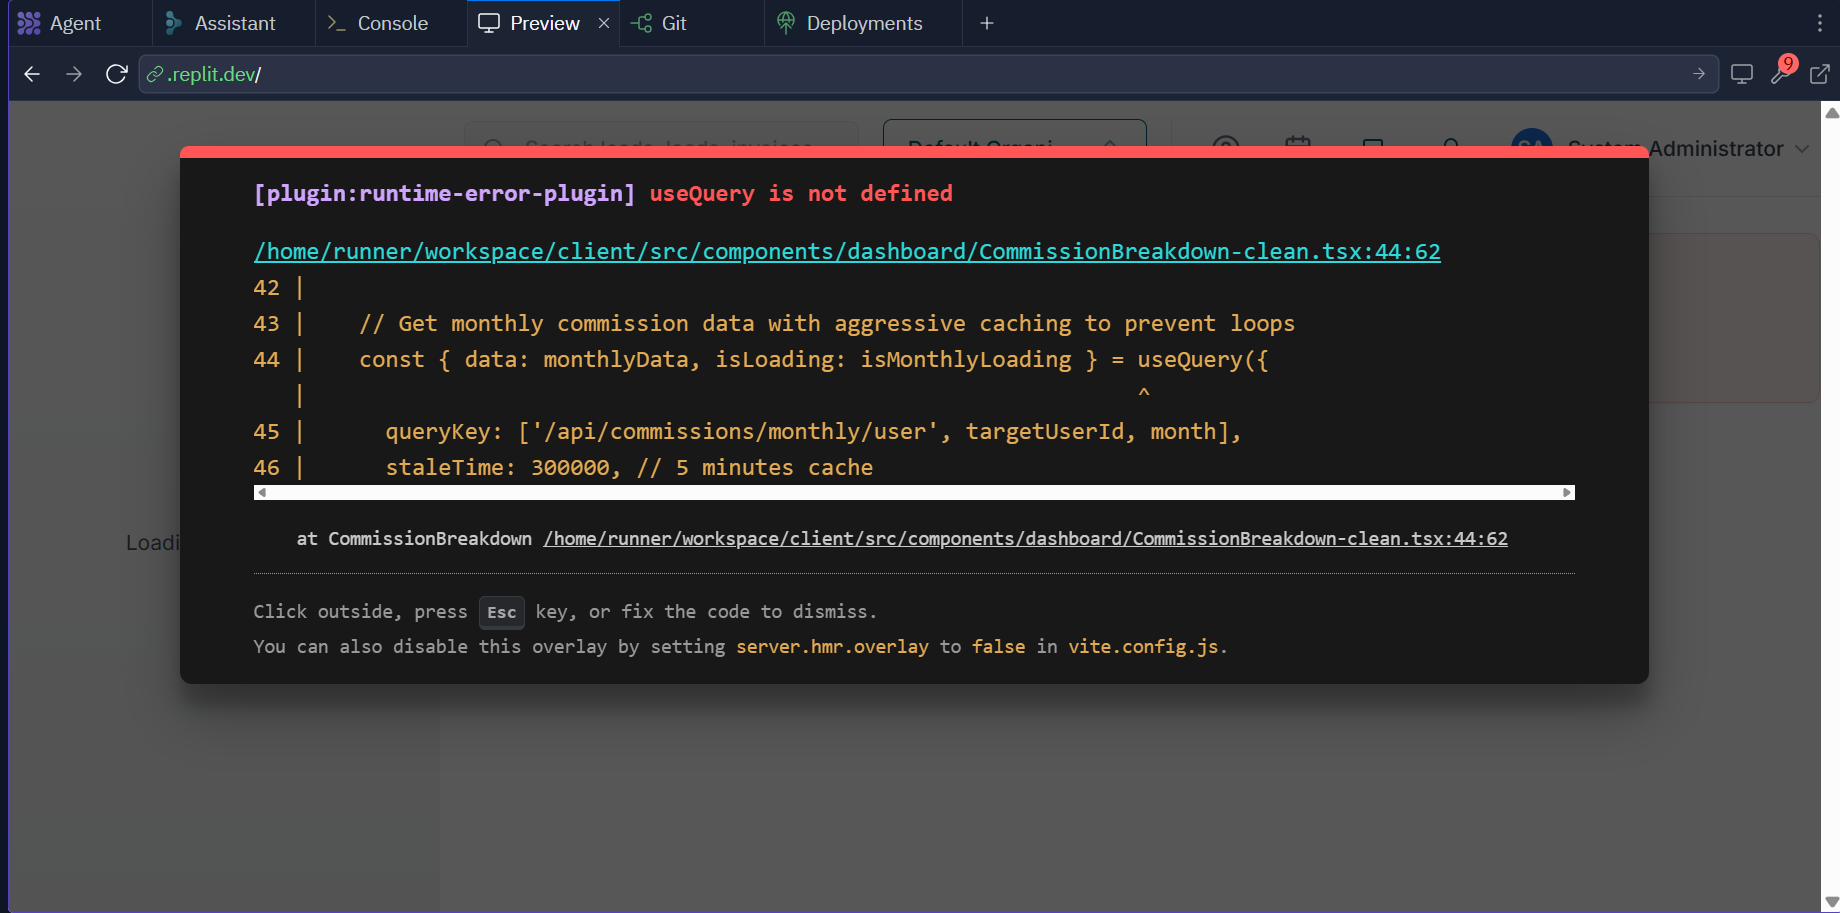 Agent
Assistant
Console
Preview
Git
Deployments
.replit.dev/
9
Default Organi
System Administrator
[plugin:runtime-error-plugin] useQuery is not defined
/home/runner/workspace/client/src/components/dashboard/CommissionBreakdown-clean.tsx:44:62
42 |
43 |    // Get monthly commission data with aggressive caching to prevent loops
44 |    const { data: monthlyData, isLoading: isMonthlyLoading } = useQuery({
   |                                                               ^
45 |      queryKey: ['/api/commissions/monthly/user', targetUserId, month],
46 |      staleTime: 300000, // 5 minutes cache
at CommissionBreakdown /home/runner/workspace/client/src/components/dashboard/CommissionBreakdown-clean.tsx:44:62
Loadi
Click outside, press Esc key, or fix the code to dismiss.
You can also disable this overlay by setting server.hmr.overlay to false in vite.config.js.